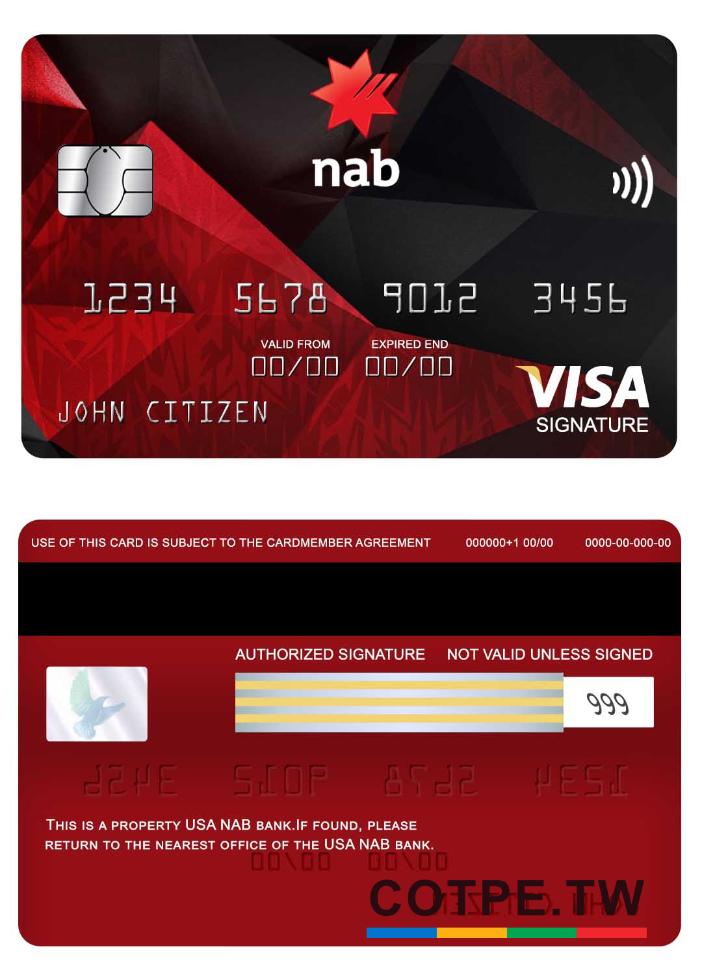 nab
1234 5678 9012 3456
VALID FROM EXPIRED END
00/00 00/00
JOHN CITIZEN
VISA
SIGNATURE
USE OF THIS CARD IS SUBJECT TO THE CARDMEMBER AGREEMENT 000000+1 00/00 0000-00-000-00
AUTHORIZED SIGNATURE NOT VALID UNLESS SIGNED
999
THIS IS A PROPERTY USA NAB BANK.IF FOUND, PLEASE
RETURN TO THE NEAREST OFFICE OF THE USA NAB BANK.
COTPE.TW